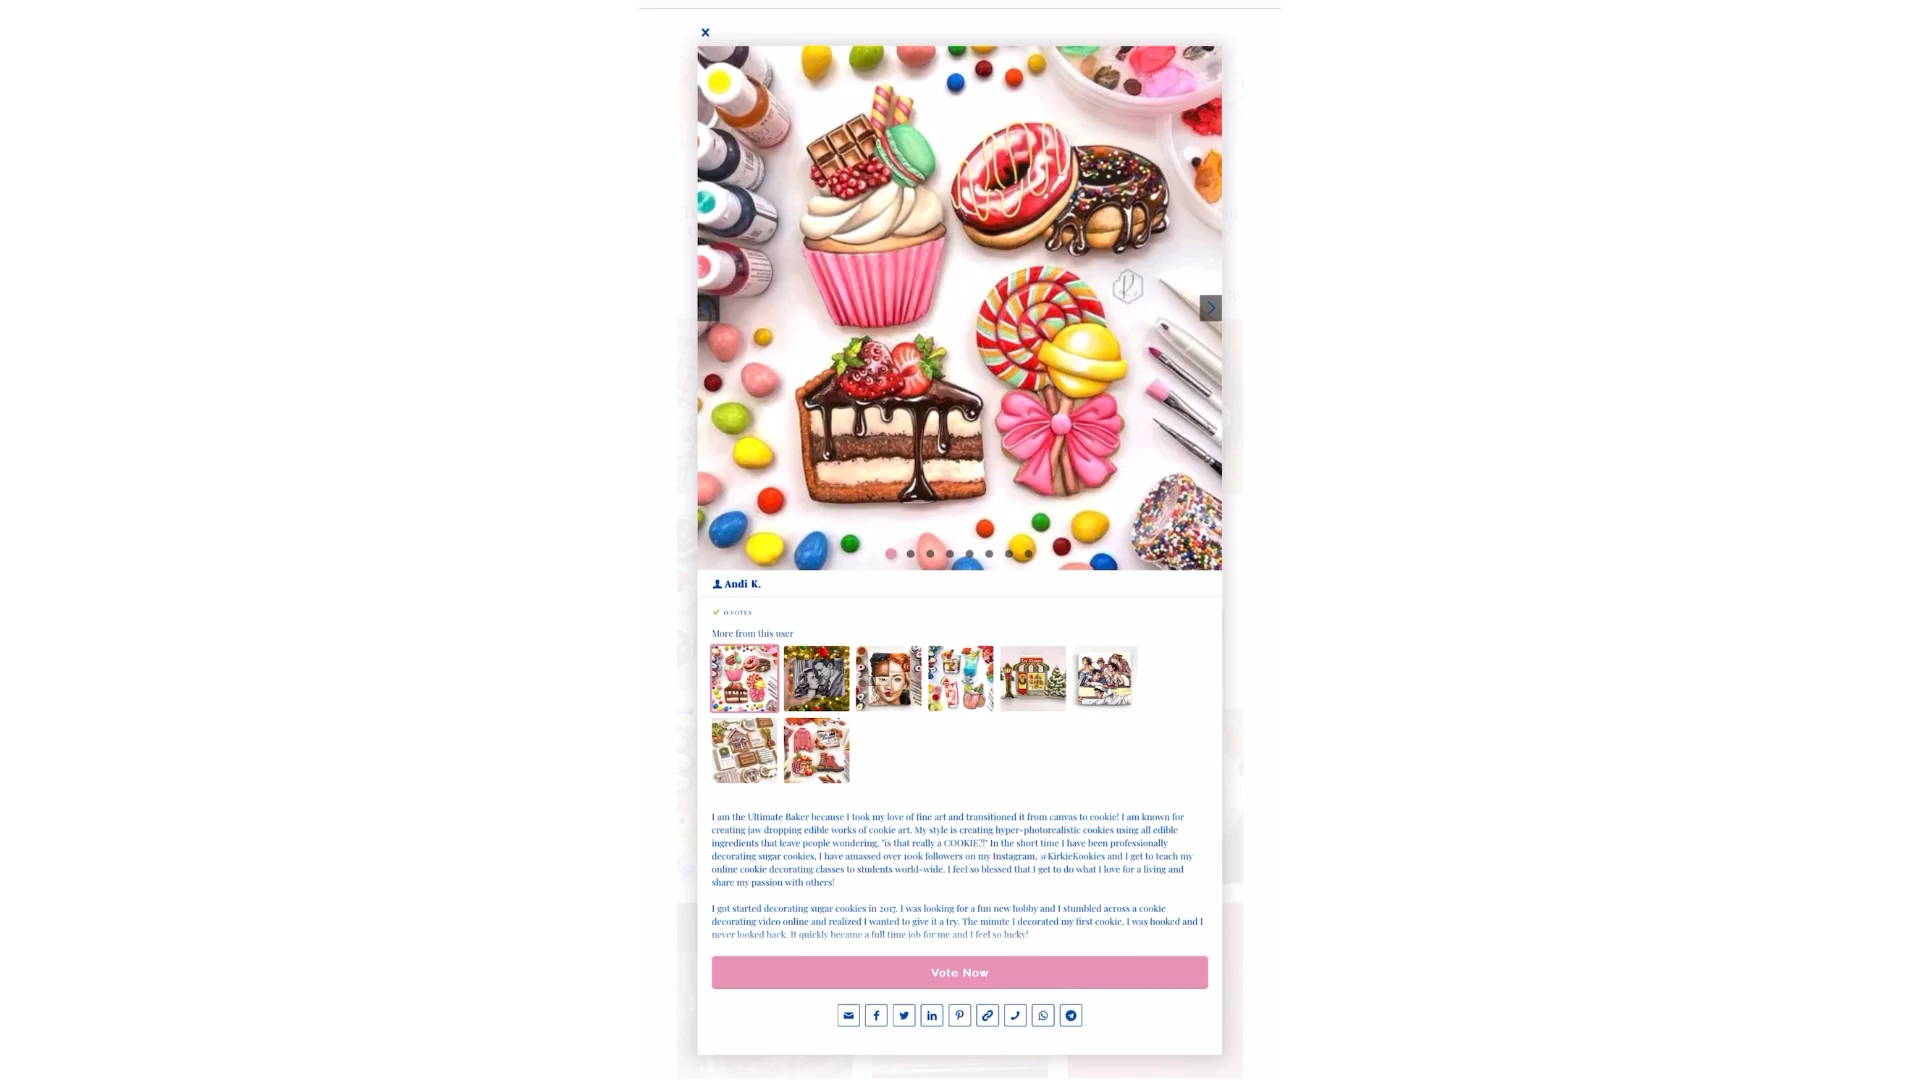 Andi K.
0 VOTES
More from this user
I am the Ultimate Baker because I took my love of fine art and transitioned it from canvas to cookie! I am known for
creating jaw dropping edible works of cookie art. My style is creating hyper-photorealistic cookies using all edible
ingredients that leave people wondering, "is that really a COOKIE?!" In the short time I have been professionally
decorating sugar cookies, I have amassed over 100k followers on my Instagram, @KirkieKookies and I get to teach my
online cookie decorating classes to students world-wide. I feel so blessed that I get to do what I love for a living and
share my passion with others!
I got started decorating sugar cookies in 2017. I was looking for a fun new hobby and I stumbled across a cookie
decorating video online and realized I wanted to give it a try. The minute I decorated my first cookie, I was hooked and I
never looked back. It quickly became a full time job for me and I feel so lucky!
Vote Now